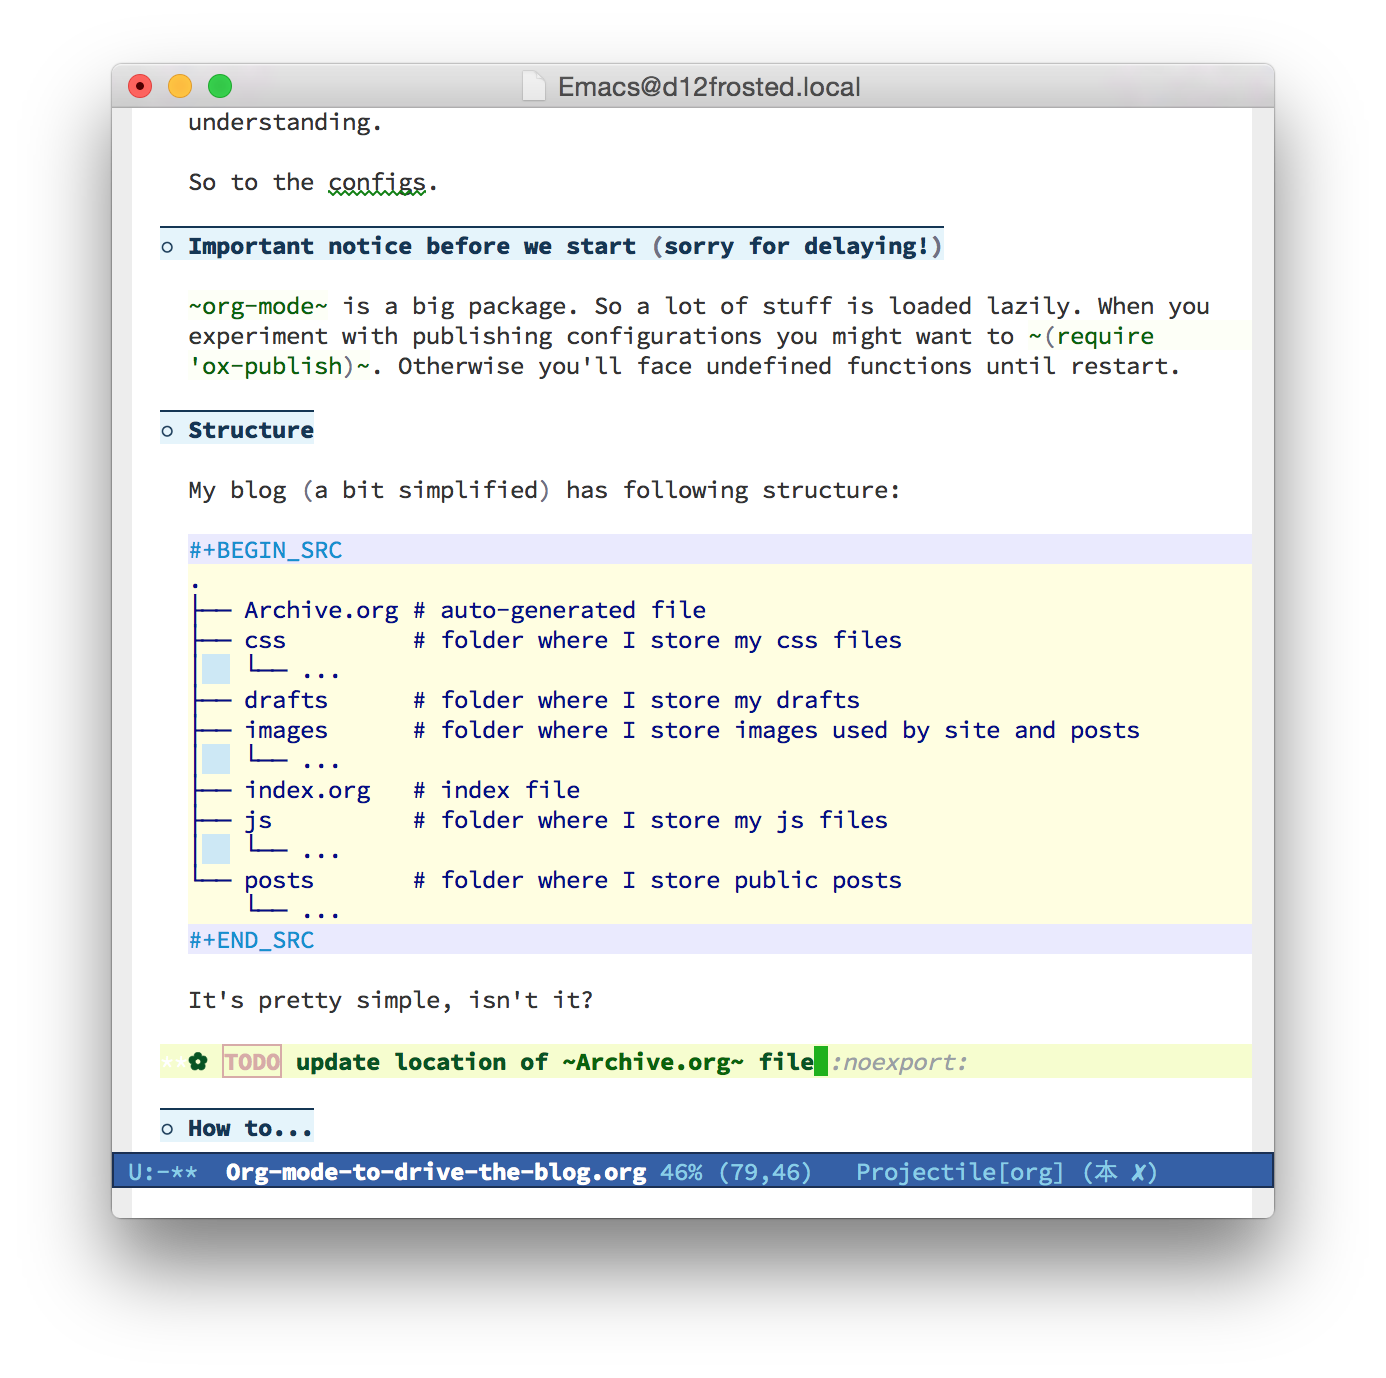 Emacs@d12frosted.local
understanding.
So to the configs.
○ Important notice before we start (sorry for delaying!)
~org-mode~ is a big package. So a lot of stuff is loaded lazily. When you
experiment with publishing configurations you might want to ~(require
'ox-publish)~. Otherwise you'll face undefined functions until restart.
○ Structure
My blog (a bit simplified) has following structure:
#+BEGIN_SRC
.
├── Archive.org # auto-generated file
├── css         # folder where I store my css files
│   └── ...
├── drafts      # folder where I store my drafts
├── images      # folder where I store images used by site and posts
│   └── ...
├── index.org   # index file
├── js          # folder where I store my js files
│   └── ...
└── posts       # folder where I store public posts
    └── ...
#+END_SRC
It's pretty simple, isn't it?
**✿ TODO update location of ~Archive.org~ file :noexport:
○ How to...
U:-**  Org-mode-to-drive-the-blog.org 46% (79,46)   Projectile[org] (本 ✗)